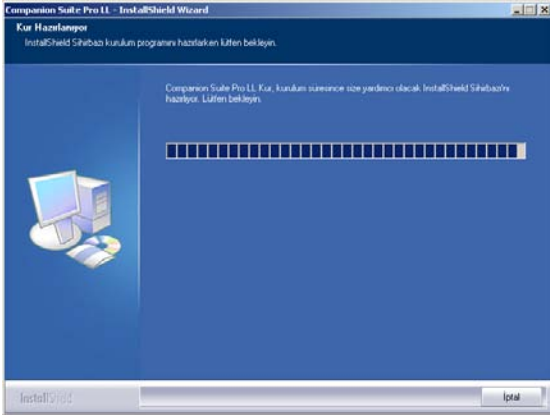 Companion Suite Pro LL - InstallShield Wizard
Kur Hazırlanıyor
InstallShield Sihirbazı kurulum programını hazırlarken lütfen bekleyin.
Companion Suite Pro LL Kur, kurulum süresince size yardımcı olacak InstallShield Sihirbazı'nı
hazırlıyor. Lütfen bekleyin.
InstallShield
İptal